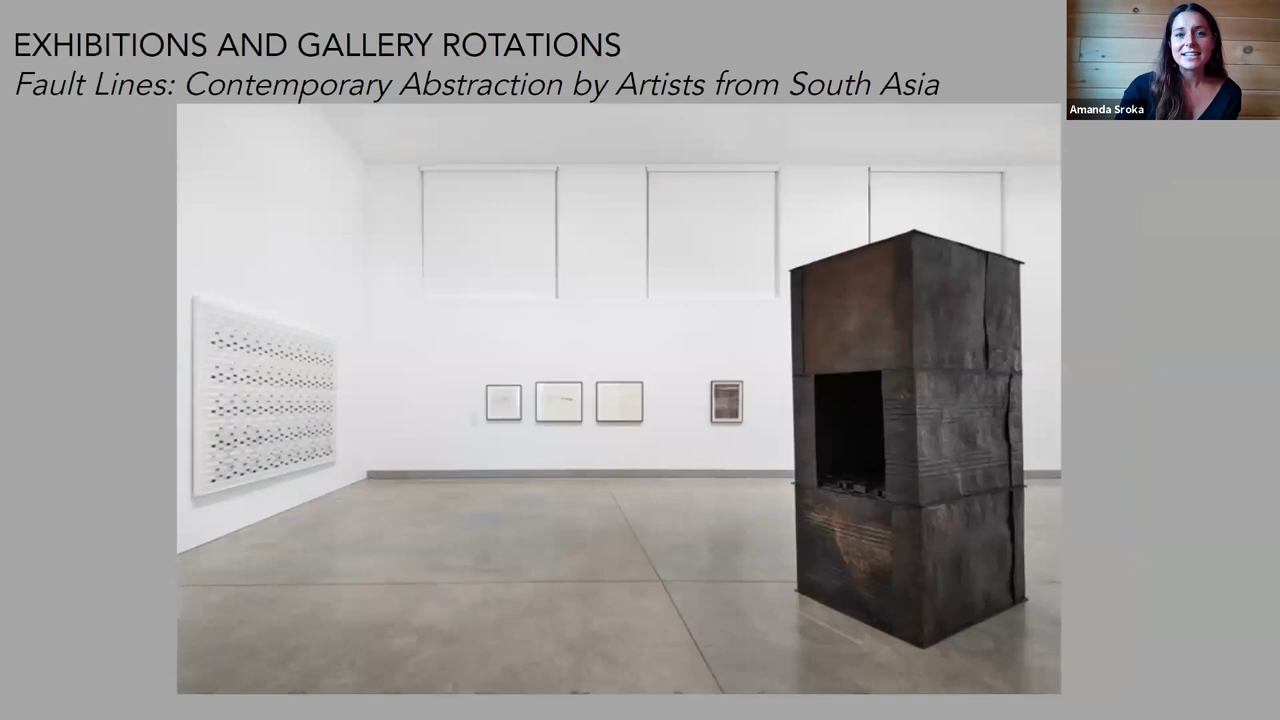 EXHIBITIONS AND GALLERY ROTATIONS
Fault Lines: Contemporary Abstraction by Artists from South Asia
Amanda Sroka